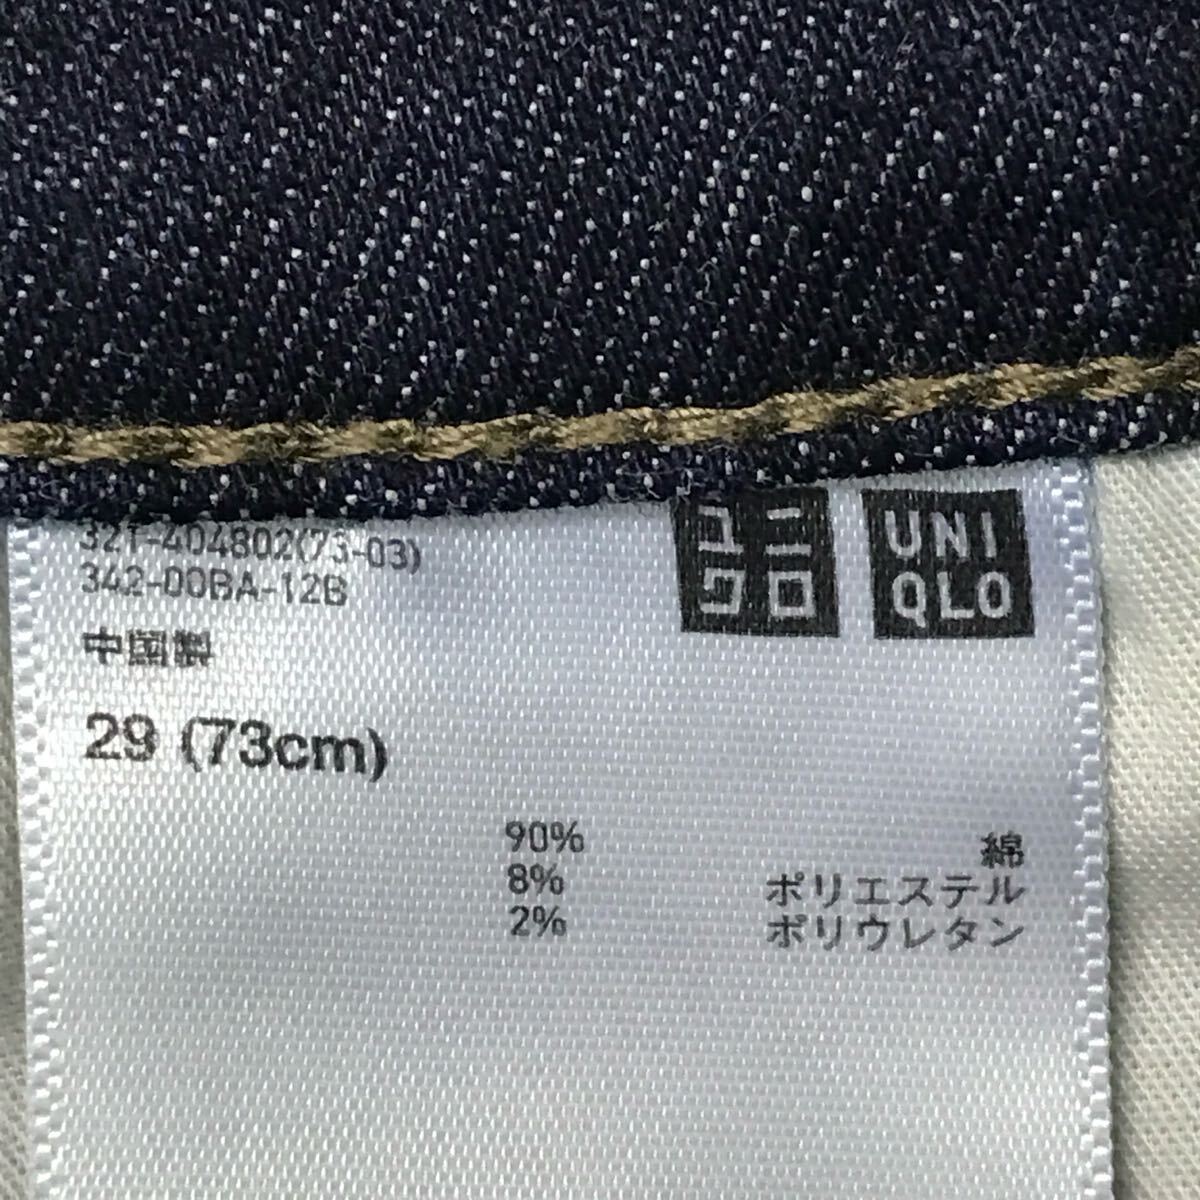 321-404802(73-03)
342-00BA-12B
中国製
29 (73cm)
ユニ
クロ
UNI
QLO
90% 綿
8% ポリエステル
2% ポリウレタン